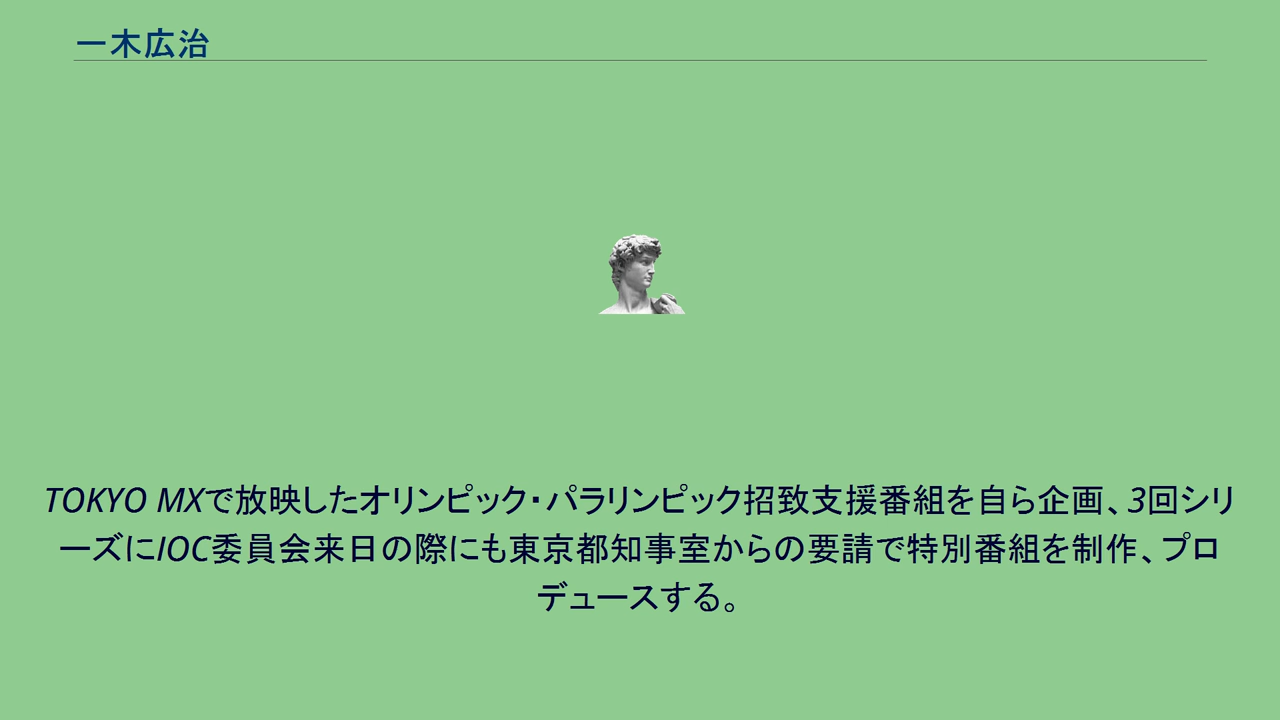 一木広治
TOKYO MXで放映したオリンピック・パラリンピック招致支援番組を自ら企画、3回シリ
ーズにIOC委員会来日の際にも東京都知事室からの要請で特別番組を制作、プロ
デュースする。